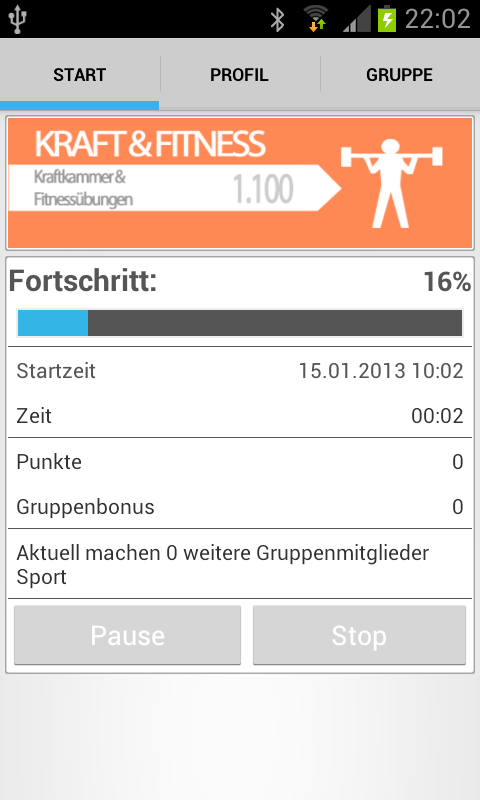 22:02
START PROFIL GRUPPE
KRAFT & FITNESS
Kraftkammer &
Fitnessübungen
1.100
Fortschritt: 16%
Startzeit 15.01.2013 10:02
Zeit 00:02
Punkte 0
Gruppenbonus 0
Aktuell machen 0 weitere Gruppenmitglieder
Sport
Pause Stop